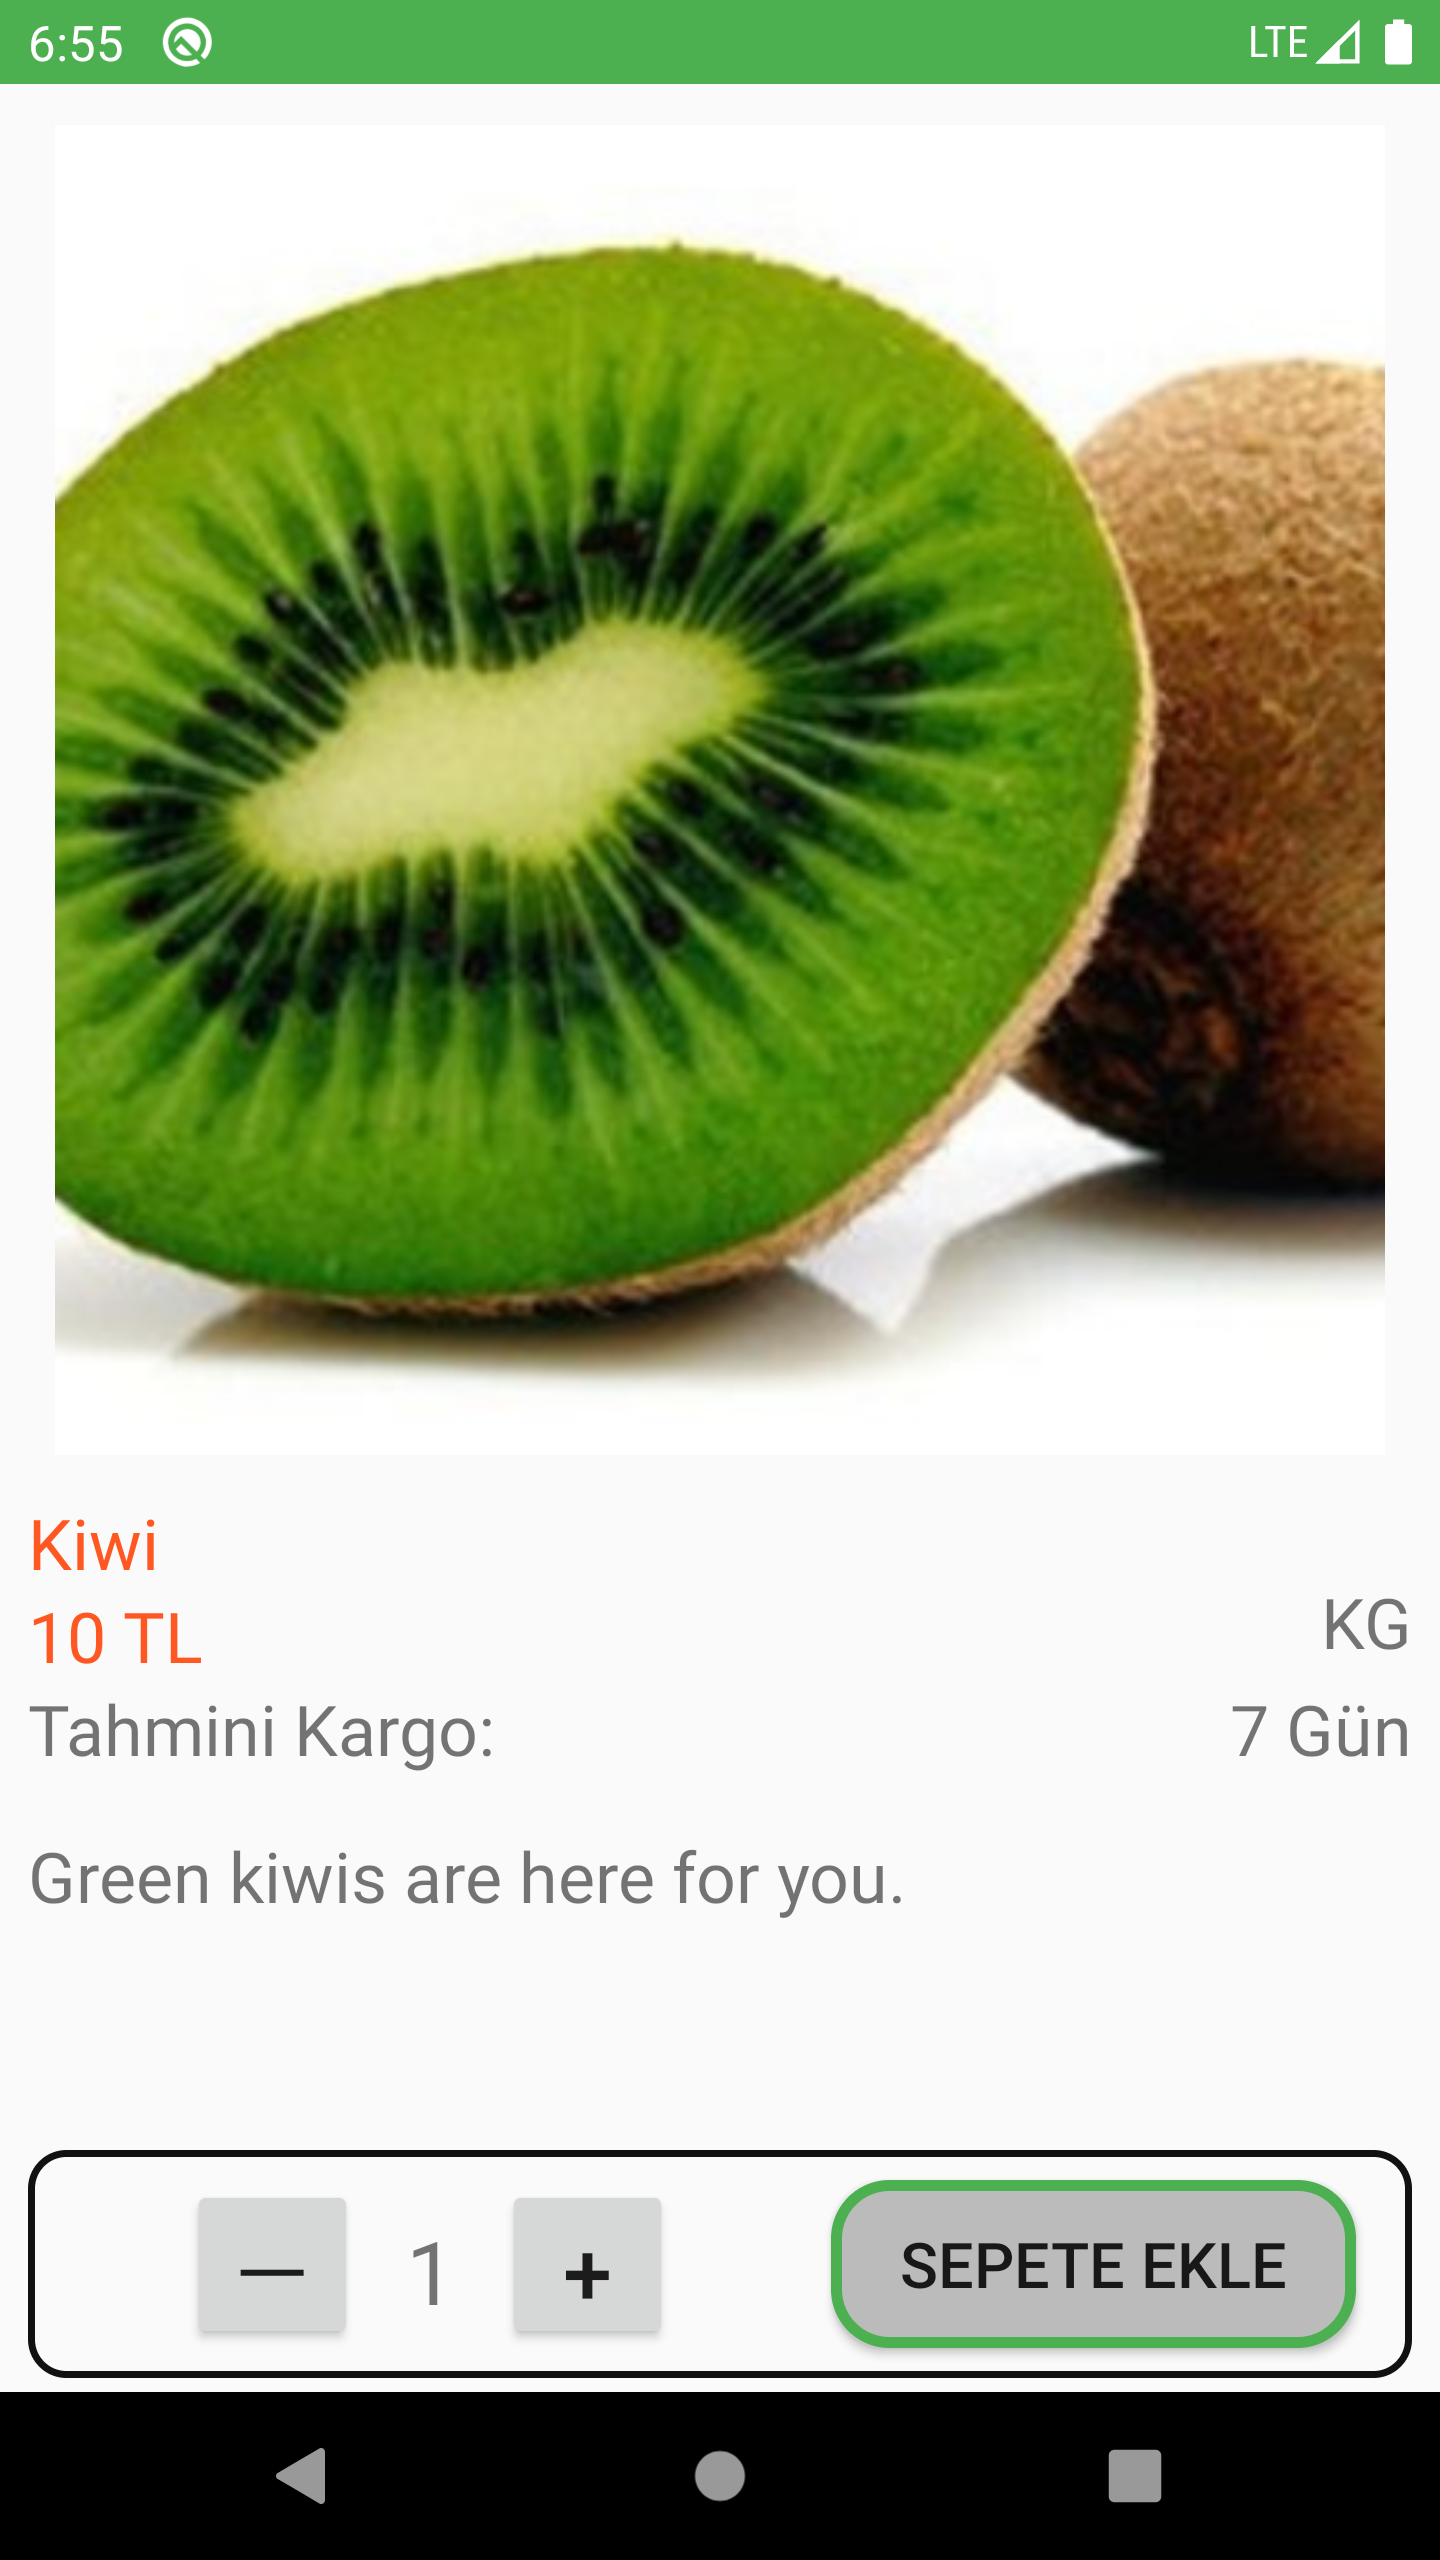 6:55 LTE
Kiwi
10 TL
KG
Tahmini Kargo: 7 Gün
Green kiwis are here for you.
— 1 + SEPETE EKLE